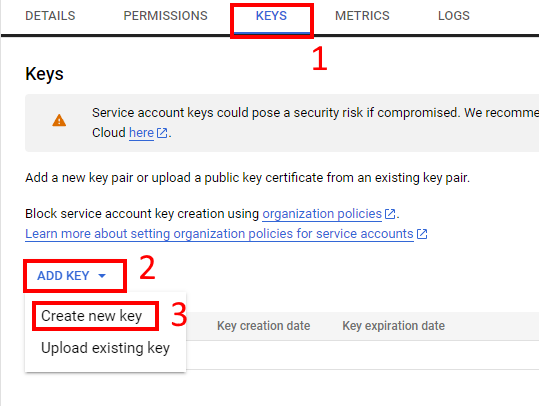 DETAILS PERMISSIONS KEYS METRICS LOGS
1
Keys
Service account keys could pose a security risk if compromised. We recomme
Cloud here.
Add a new key pair or upload a public key certificate from an existing key pair.
Block service account key creation using organization policies.
Learn more about setting organization policies for service accounts
ADD KEY 2
Create new key 3
Key creation date Key expiration date
Upload existing key